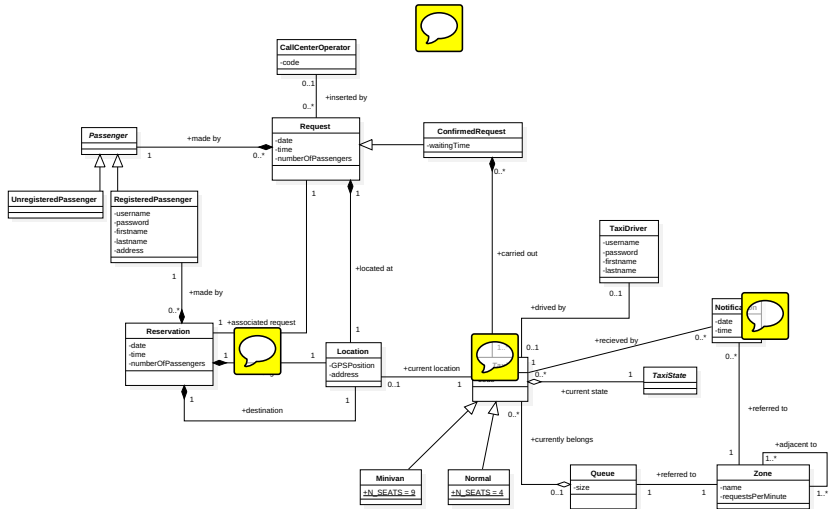 CallCenterOperator
-code
0..1
+inserted by
0..*
Request
-date
-time
-numberOfPassengers
ConfirmedRequest
-waitingTime
Passenger
+made by
1
0..*
0..*
1
1
UnregisteredPassenger
RegisteredPassenger
-username
-password
-firstname
-lastname
-address
TaxiDriver
-username
-password
-firstname
-lastname
+carried out
+located at
1
+made by
0..1
0..*
+drived by
Reservation
-date
-time
-numberOfPassengers
1
+associated request
1
1
1
Location
-GPSPosition
-address
+current location
0..1
1
0..1
1
+recieved by
0..*
-date
-time
0..*
0..*
1
+current state
TaxiState
1
+destination
1
0..*
+referred to
+currently belongs
+adjacent to
1
1..*
1..*
Minivan
+N_SEATS = 9
Normal
+N_SEATS = 4
0..1
Queue
-size
+referred to
1
1
Zone
-name
-requestsPerMinute